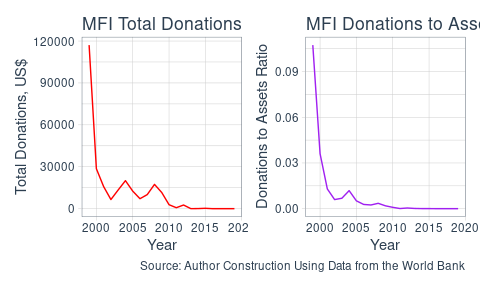 MFI Total Donations
MFI Donations to Asse
Total Donations, US$
120000
90000
60000
30000
0
2000
2005
2010
2015
202
Year
Donations to Assets Ratio
0.09
0.06
0.03
0.00
2000
2005
2010
2015
2020
Year
Source: Author Construction Using Data from the World Bank